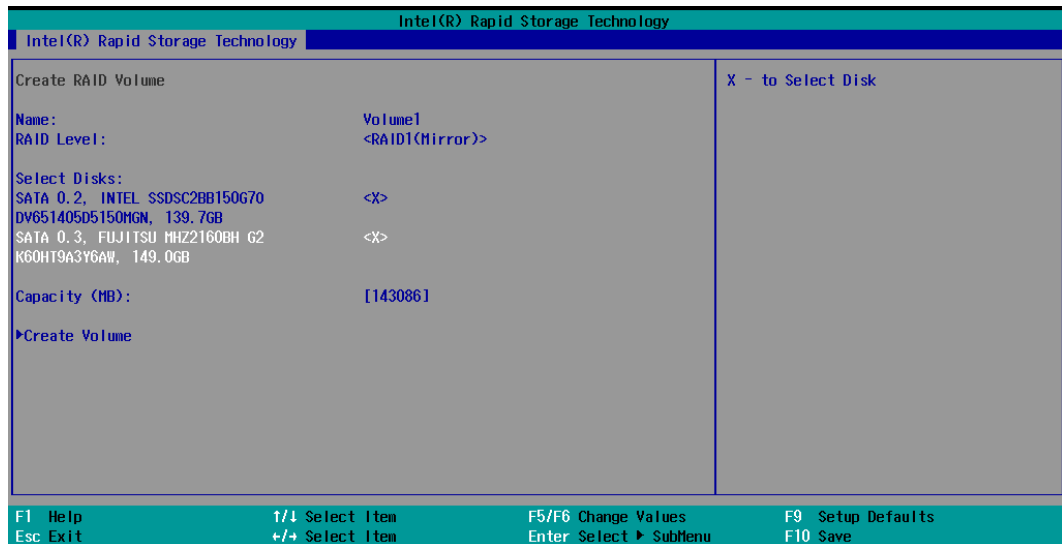 Intel(R) Rapid Storage Technology
Intel(R) Rapid Storage Technology
Create RAID Volume
X - to Select Disk
Name: Volume1
RAID Level: <RAID1(Mirror)>
Select Disks:
SATA 0.2, INTEL SSDSC2BB150G70 <X>
DV651405D5150MGN, 139.7GB
SATA 0.3, FUJITSU MHZ2160BH G2 <X>
K60HT9A3Y6AW, 149.0GB
Capacity (MB): [143086]
▶Create Volume
F1 Help ↑/↓ Select Item F5/F6 Change Values F9 Setup Defaults
Esc Exit ←/→ Select Item Enter Select ▶ SubMenu F10 Save